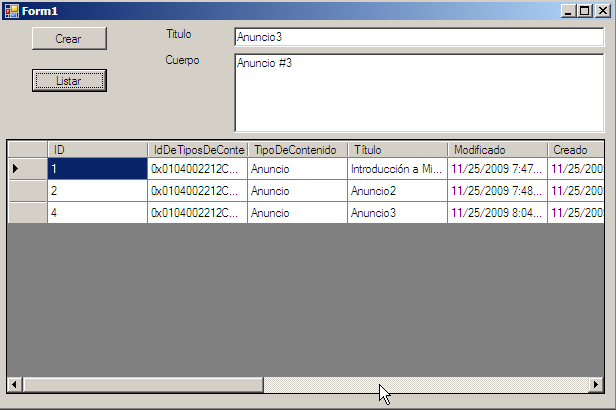 Form1
Crear
Titulo
Anuncio3
Cuerpo
Anuncio #3
Listar
ID IdDeTiposDeConte TipoDeContenido Título Modificado Creado
1 0x0104002212C... Anuncio Introducción a Mi... 11/25/2009 7:47... 11/25/200
2 0x0104002212C... Anuncio Anuncio2 11/25/2009 7:48... 11/25/200
4 0x0104002212C... Anuncio Anuncio3 11/25/2009 8:04... 11/25/200